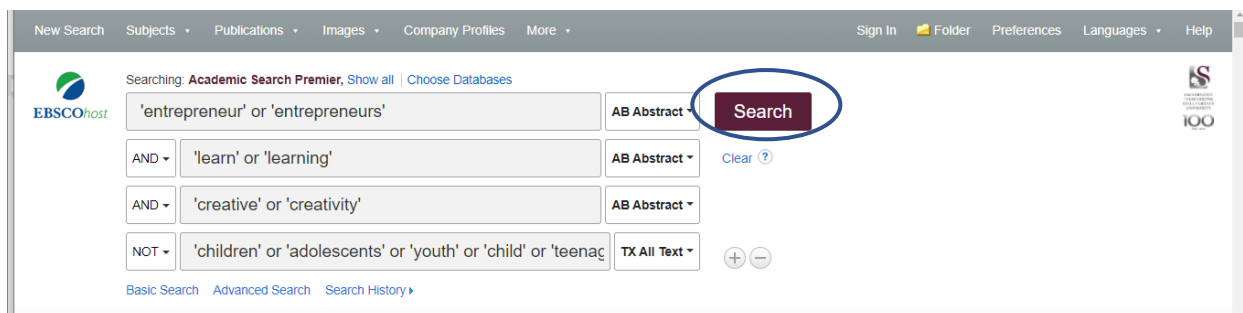 New Search Subjects Publications Images Company Profiles More Sign In Folder Preferences Languages Help
Searching: Academic Search Premier, Show all | Choose Databases
EBSCOhost
'entrepreneur' or 'entrepreneurs' AB Abstract Search
AND 'learn' or 'learning' AB Abstract Clear ?
AND 'creative' or 'creativity' AB Abstract
NOT 'children' or 'adolescents' or 'youth' or 'child' or 'teenag TX All Text
Basic Search Advanced Search Search History
100